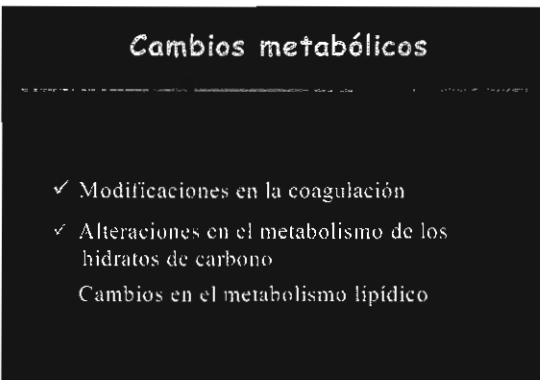 Cambios metabólicos
✓ Modificaciones en la coagulación
✓ Alteraciones en el metabolismo de los
hidratos de carbono
Cambios en el metabolismo lipídico